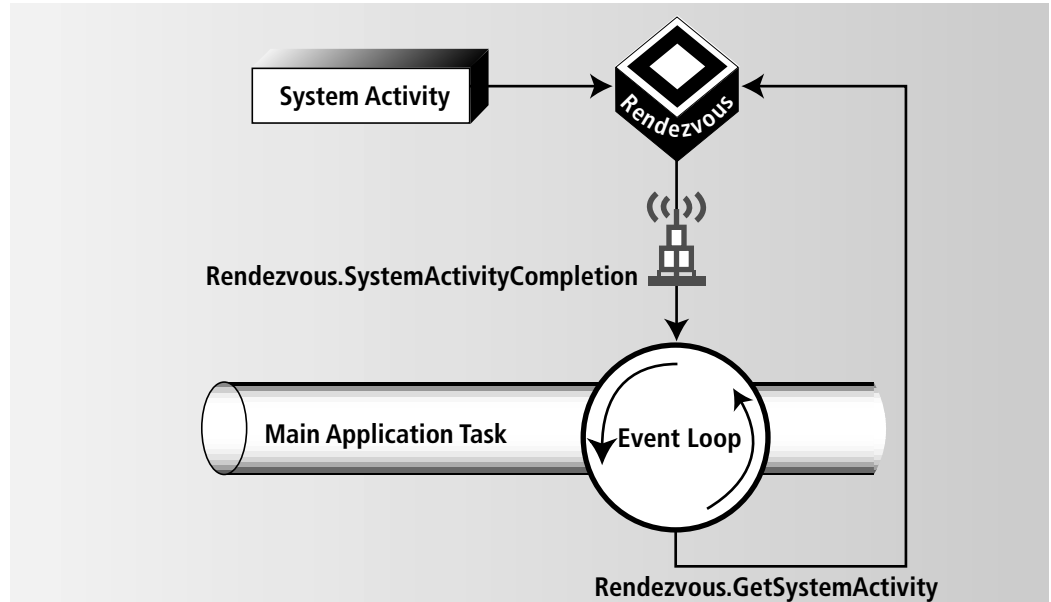 System Activity
Rendezvous
Rendezvous.SystemActivityCompletion
Main Application Task
Event Loop
Rendezvous.GetSystemActivity